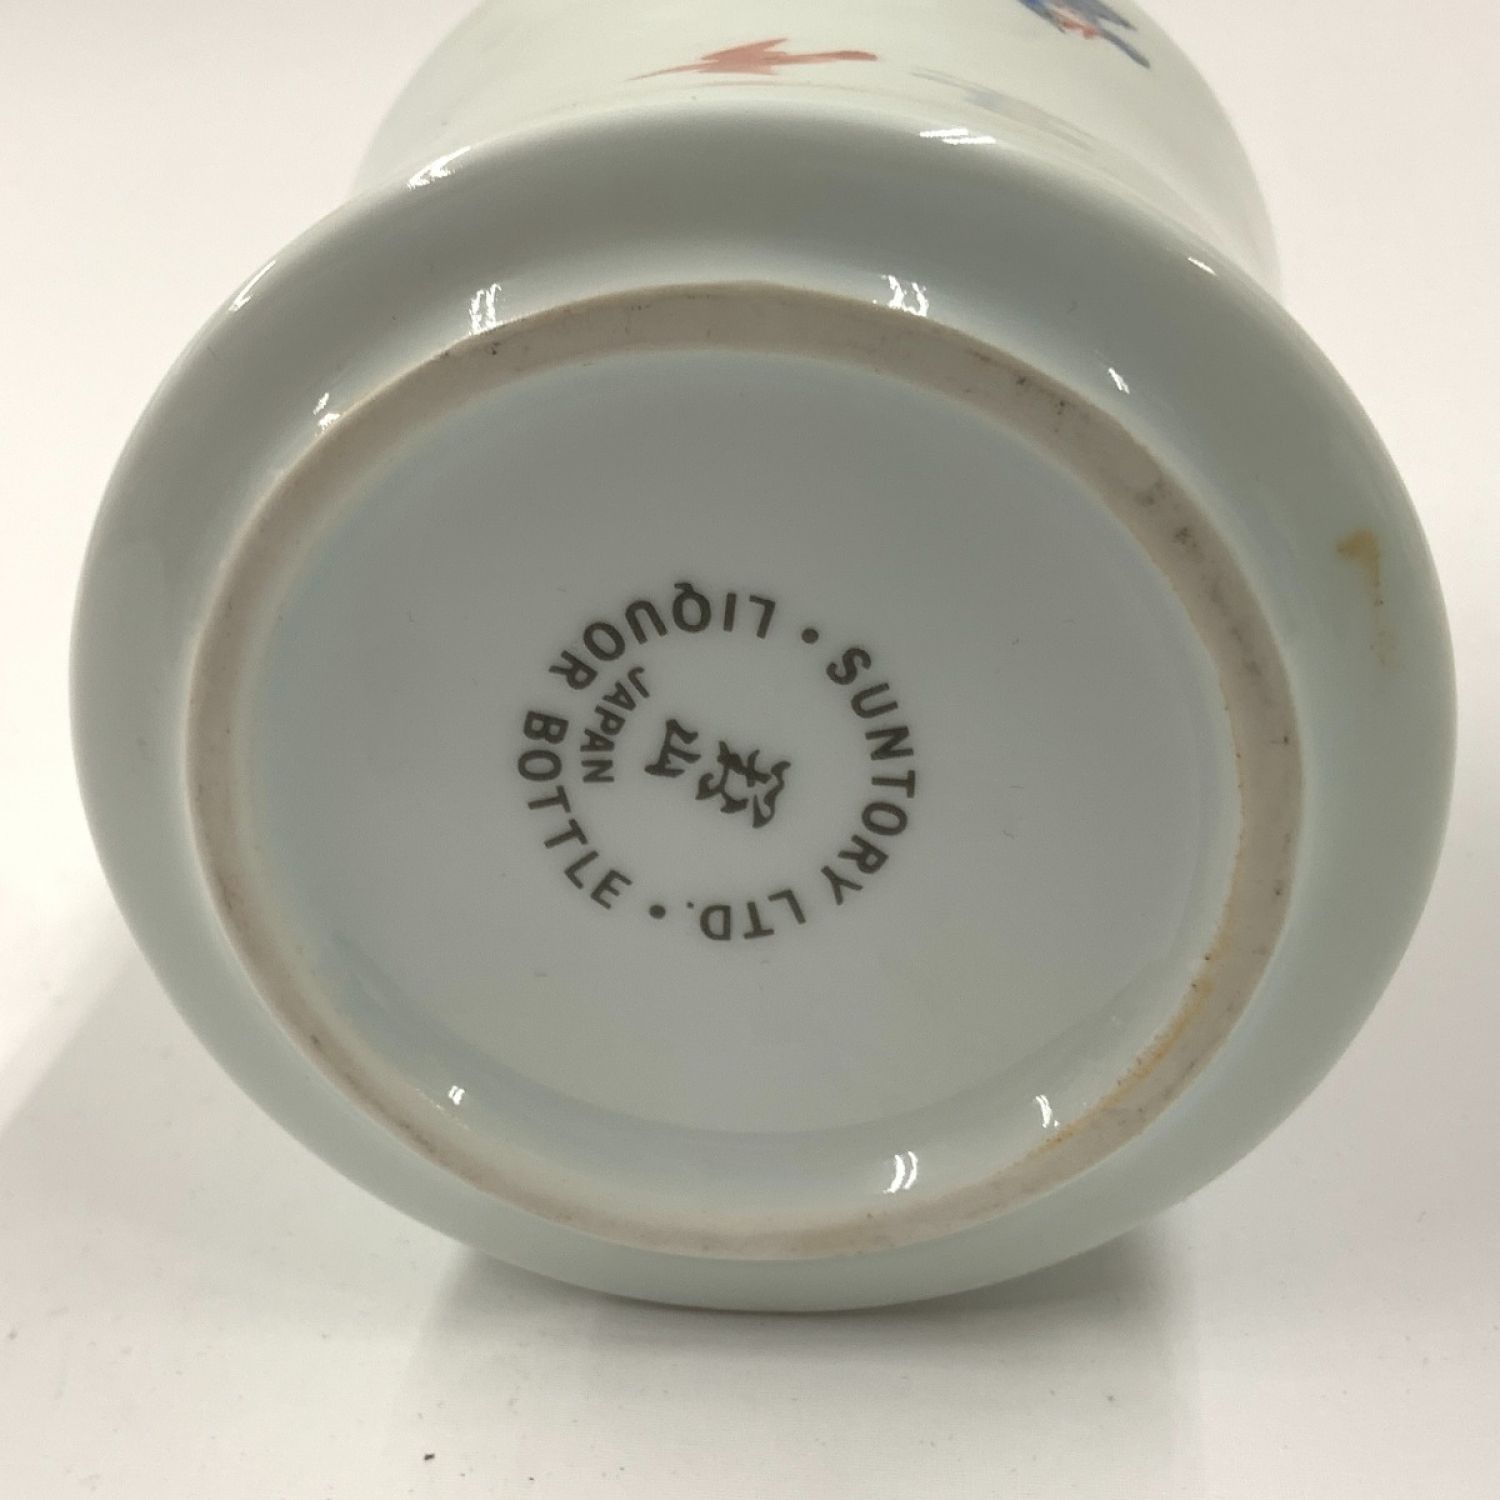 SUNTORY LTD. • LIQUOR BOTTLE •
JAPAN